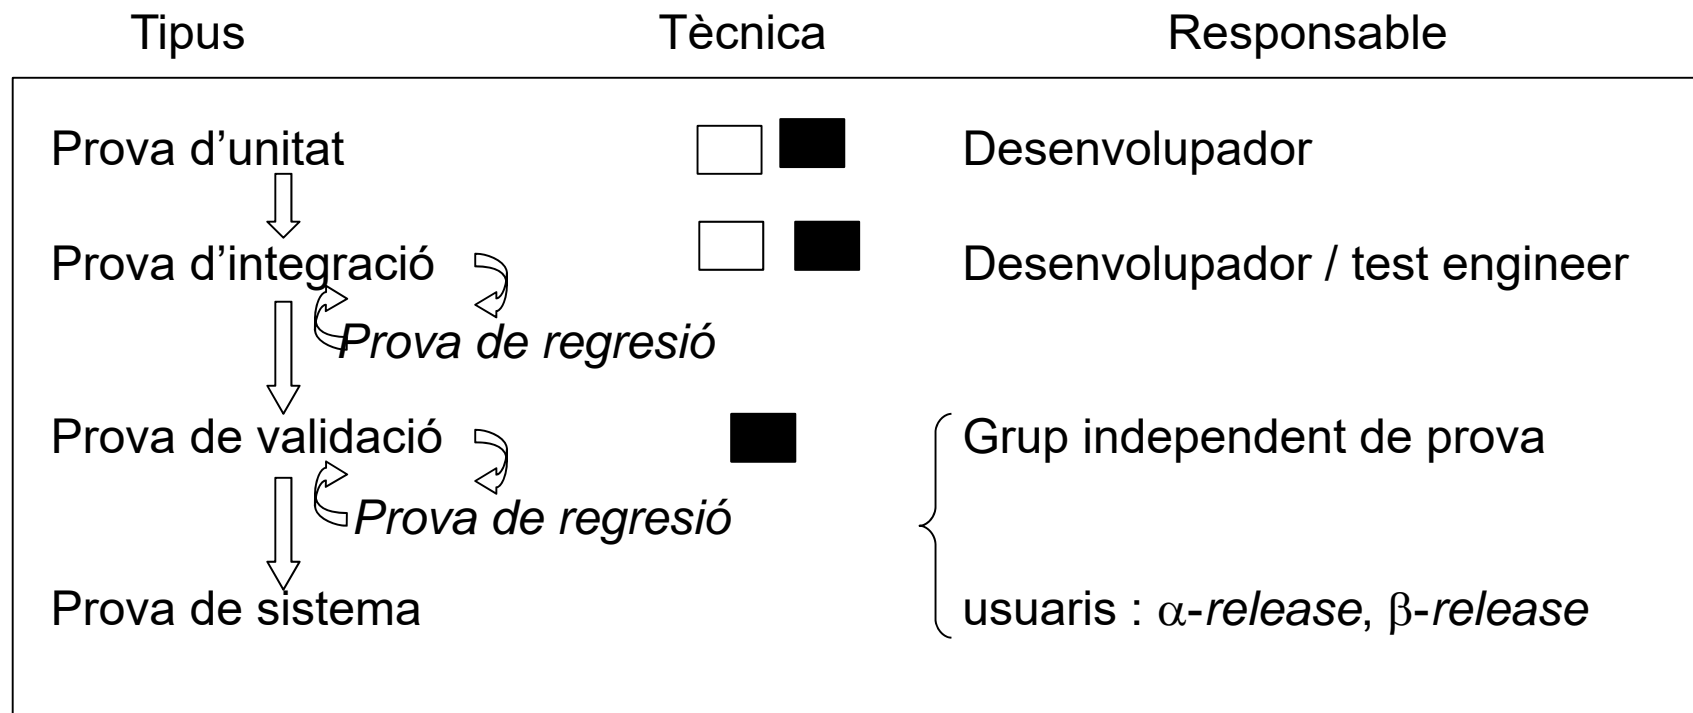 Tipus Tècnica Responsable
Prova d’unitat Desenvolupador
Prova d’integració Desenvolupador / test engineer
Prova de regresió
Prova de validació Grup independent de prova
Prova de regresió
Prova de sistema usuaris : α-release, β-release